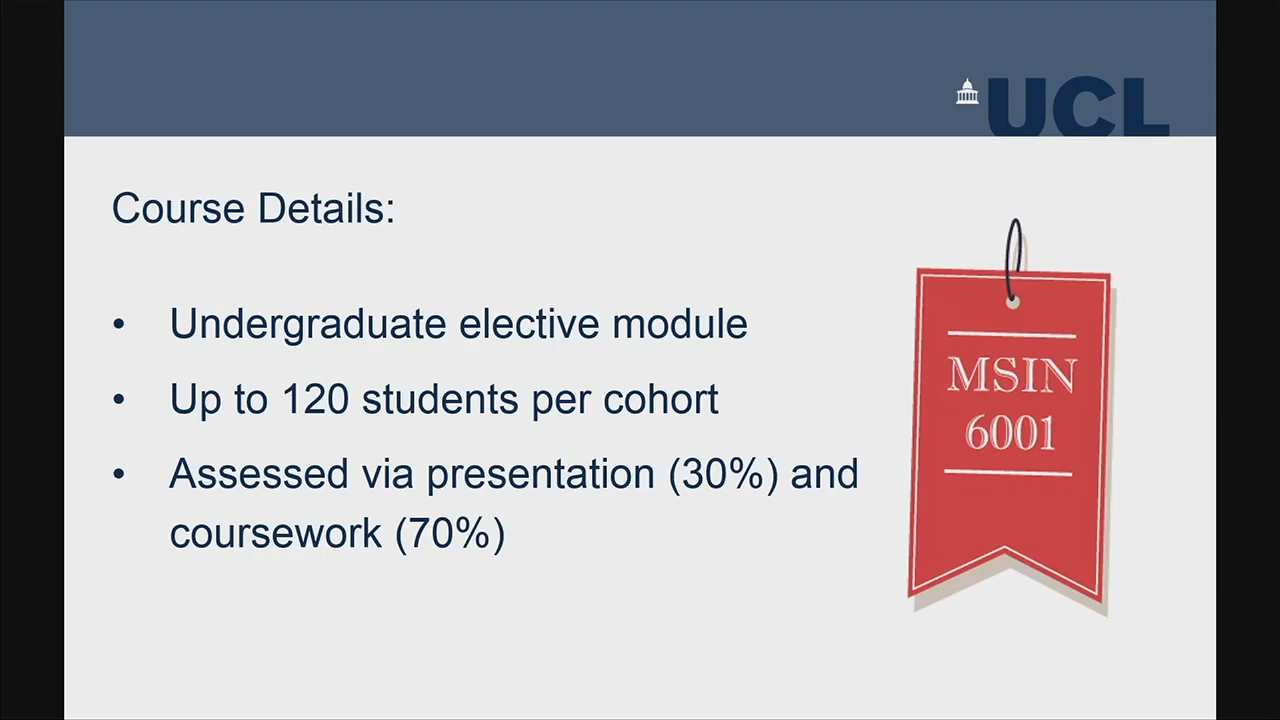 UCL
Course Details:
• Undergraduate elective module
• Up to 120 students per cohort
• Assessed via presentation (30%) and
coursework (70%)
MSIN
6001